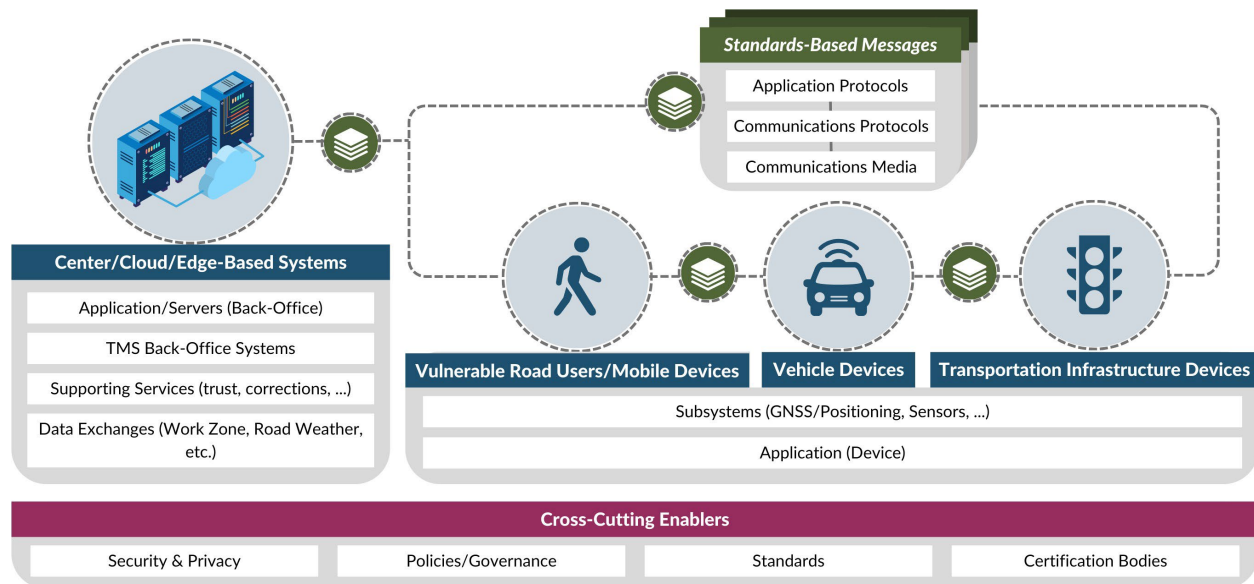 Standards-Based Messages
Application Protocols
Communications Protocols
Communications Media
Center/Cloud/Edge-Based Systems
Application/Servers (Back-Office)
TMS Back-Office Systems
Supporting Services (trust, corrections, ...)
Data Exchanges (Work Zone, Road Weather,
etc.)
Vulnerable Road Users/Mobile Devices
Vehicle Devices
Transportation Infrastructure Devices
Subsystems (GNSS/Positioning, Sensors, ...)
Application (Device)
Cross-Cutting Enablers
Security & Privacy
Policies/Governance
Standards
Certification Bodies